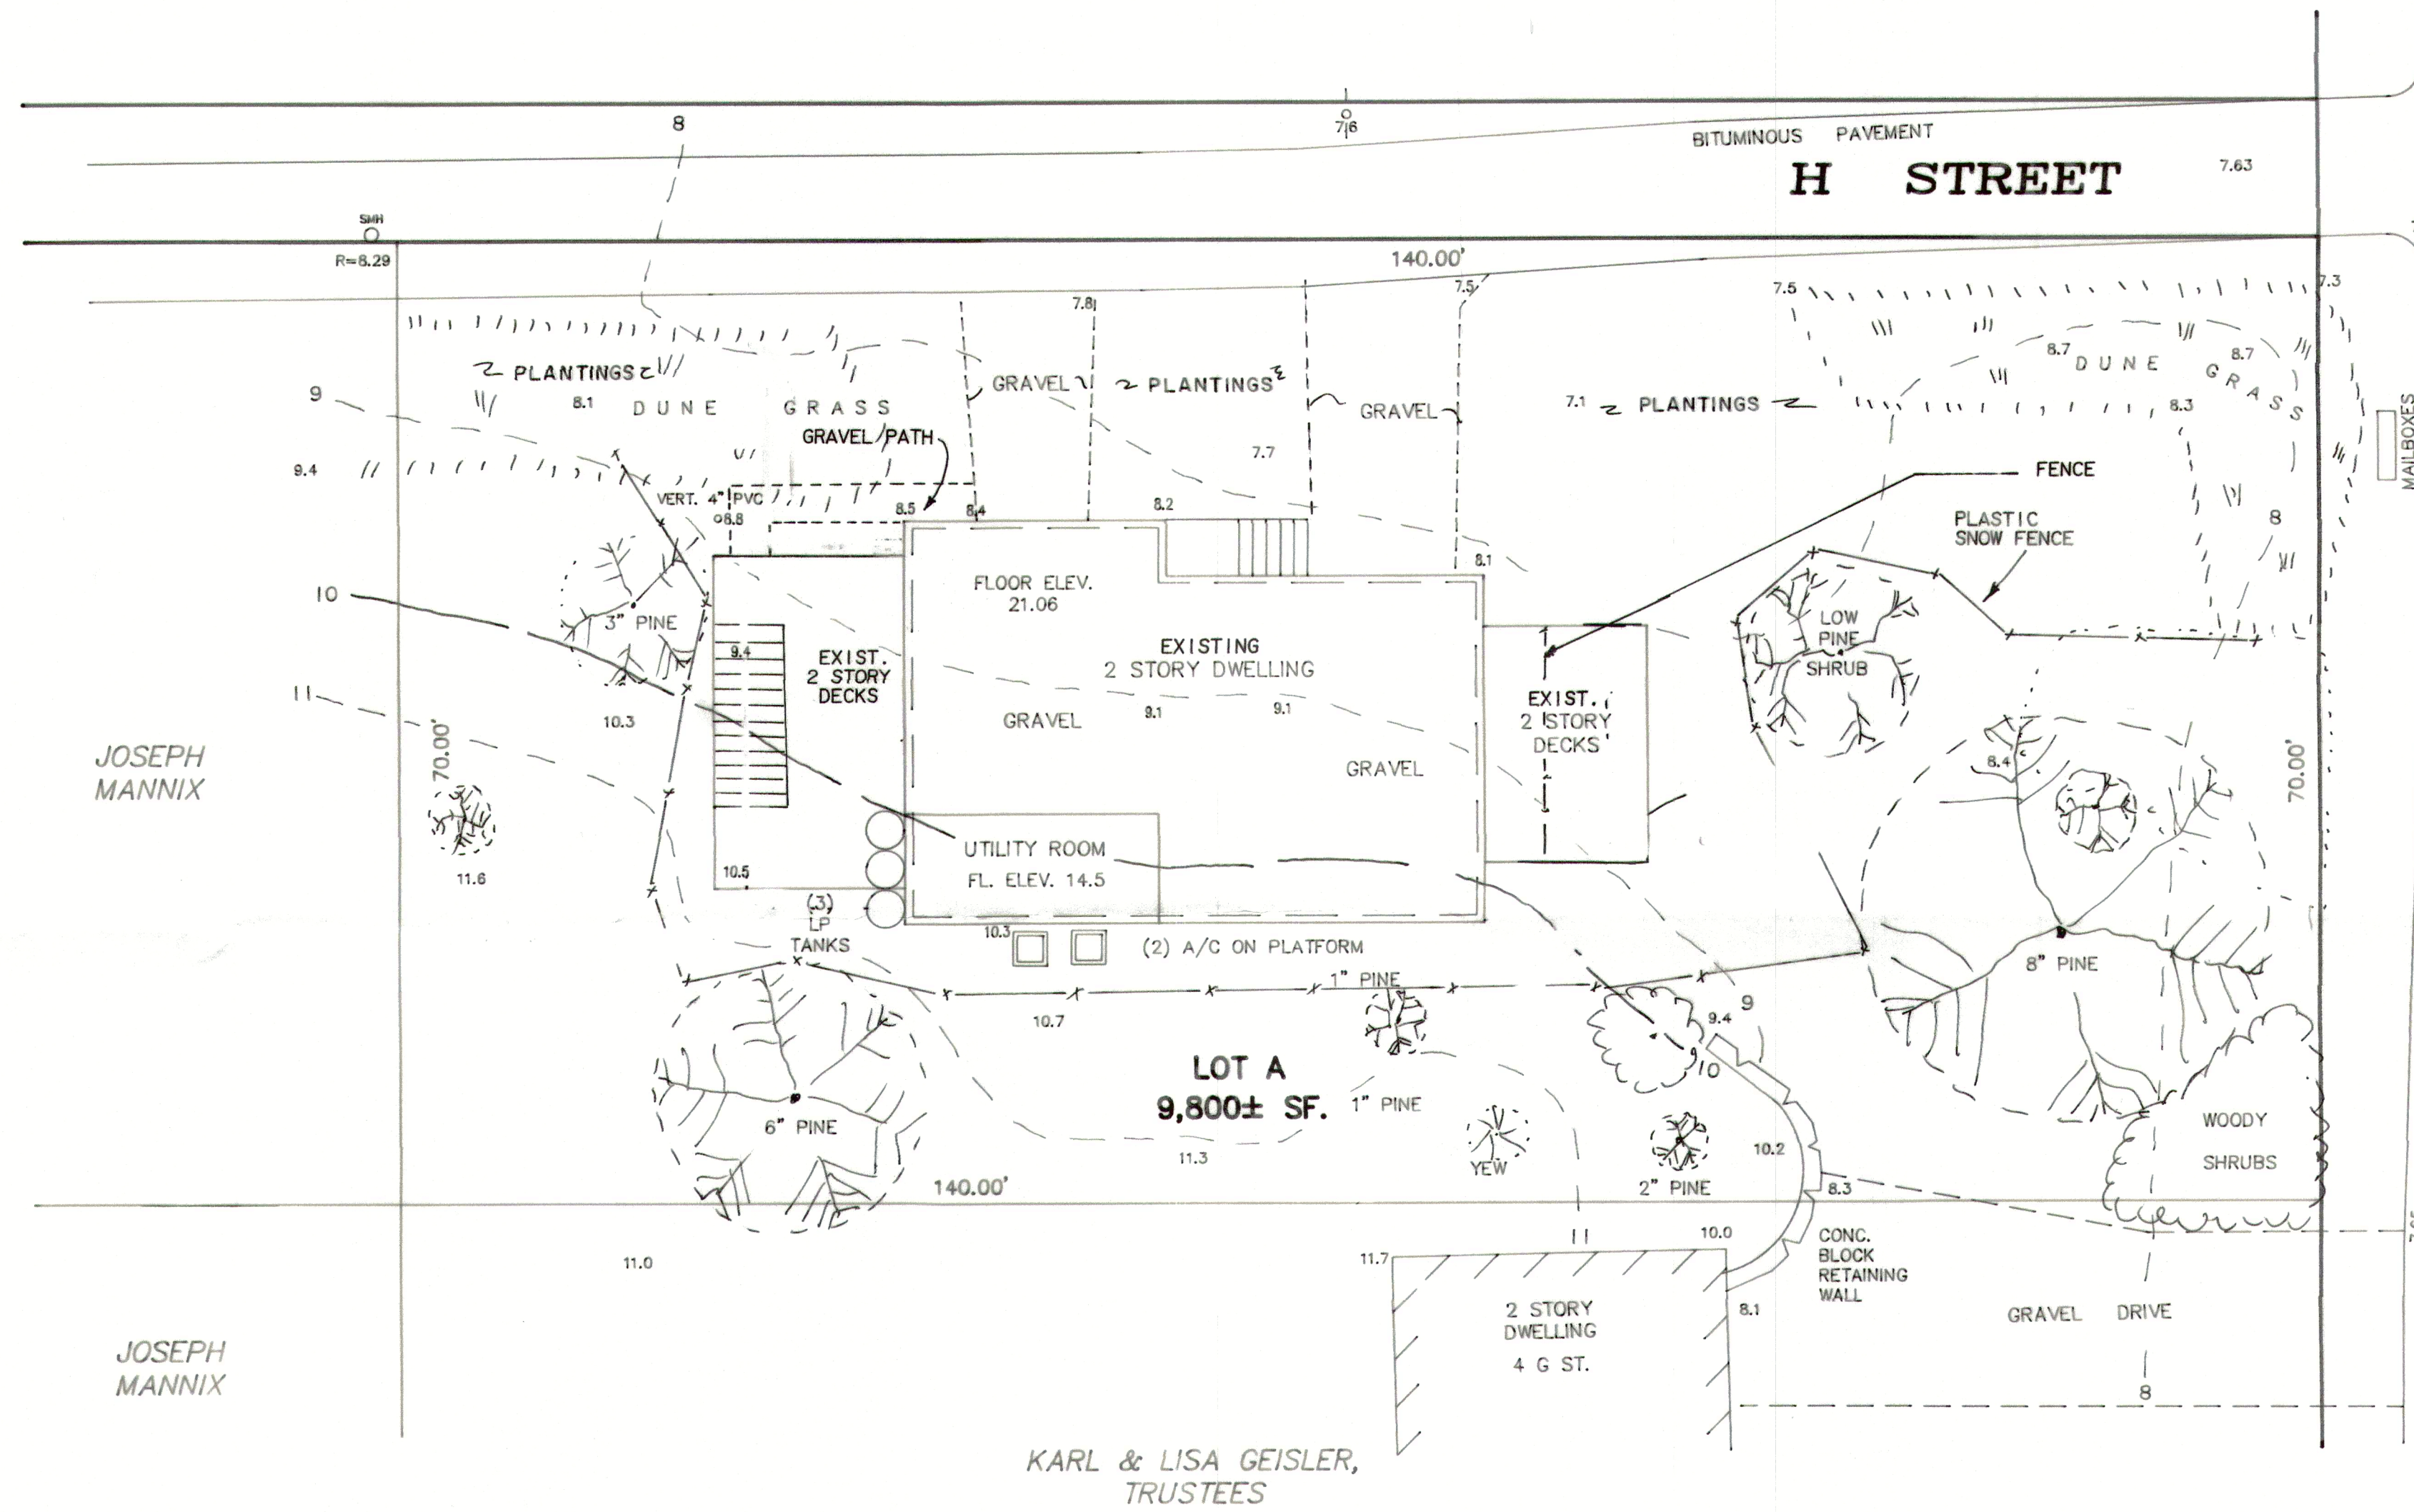 8
7.6
BITUMINOUS PAVEMENT
H STREET
7.63
SMH
R=8.29
140.00'
7.8
7.5
7.5
7.3
PLANTINGS
8.1
DUNE GRASS
GRAVEL
PLANTINGS
GRAVEL
7.1
PLANTINGS
8.7
DUNE GRASS
8.7
8.3
MAILBOXES
9
9.4
GRAVEL PATH
7.7
FENCE
VERT. 4" PVC
8.8
8.5
8.4
8.2
8.1
PLASTIC
SNOW FENCE
8
10
3" PINE
FLOOR ELEV.
21.06
LOW
PINE
SHRUB
9.4
EXIST.
2 STORY
DECKS
EXISTING
2 STORY DWELLING
11
10.3
GRAVEL
9.1
9.1
EXIST.
2 STORY
DECKS
JOSEPH
MANNIX
70.00'
GRAVEL
8.4
70.00'
11.6
10.5
UTILITY ROOM
FL. ELEV. 14.5
(3)
LP
TANKS
10.3
(2) A/C ON PLATFORM
8" PINE
1" PINE
10.7
9
9.4
10
LOT A
9,800± SF.
1" PINE
6" PINE
11.3
YEW
10.2
2" PINE
WOODY
SHRUBS
140.00'
8.3
11.0
11.7
11
10.0
CONC.
BLOCK
RETAINING
WALL
8.1
2 STORY
DWELLING
4 G ST.
GRAVEL DRIVE
JOSEPH
MANNIX
8
KARL & LISA GEISLER,
TRUSTEES